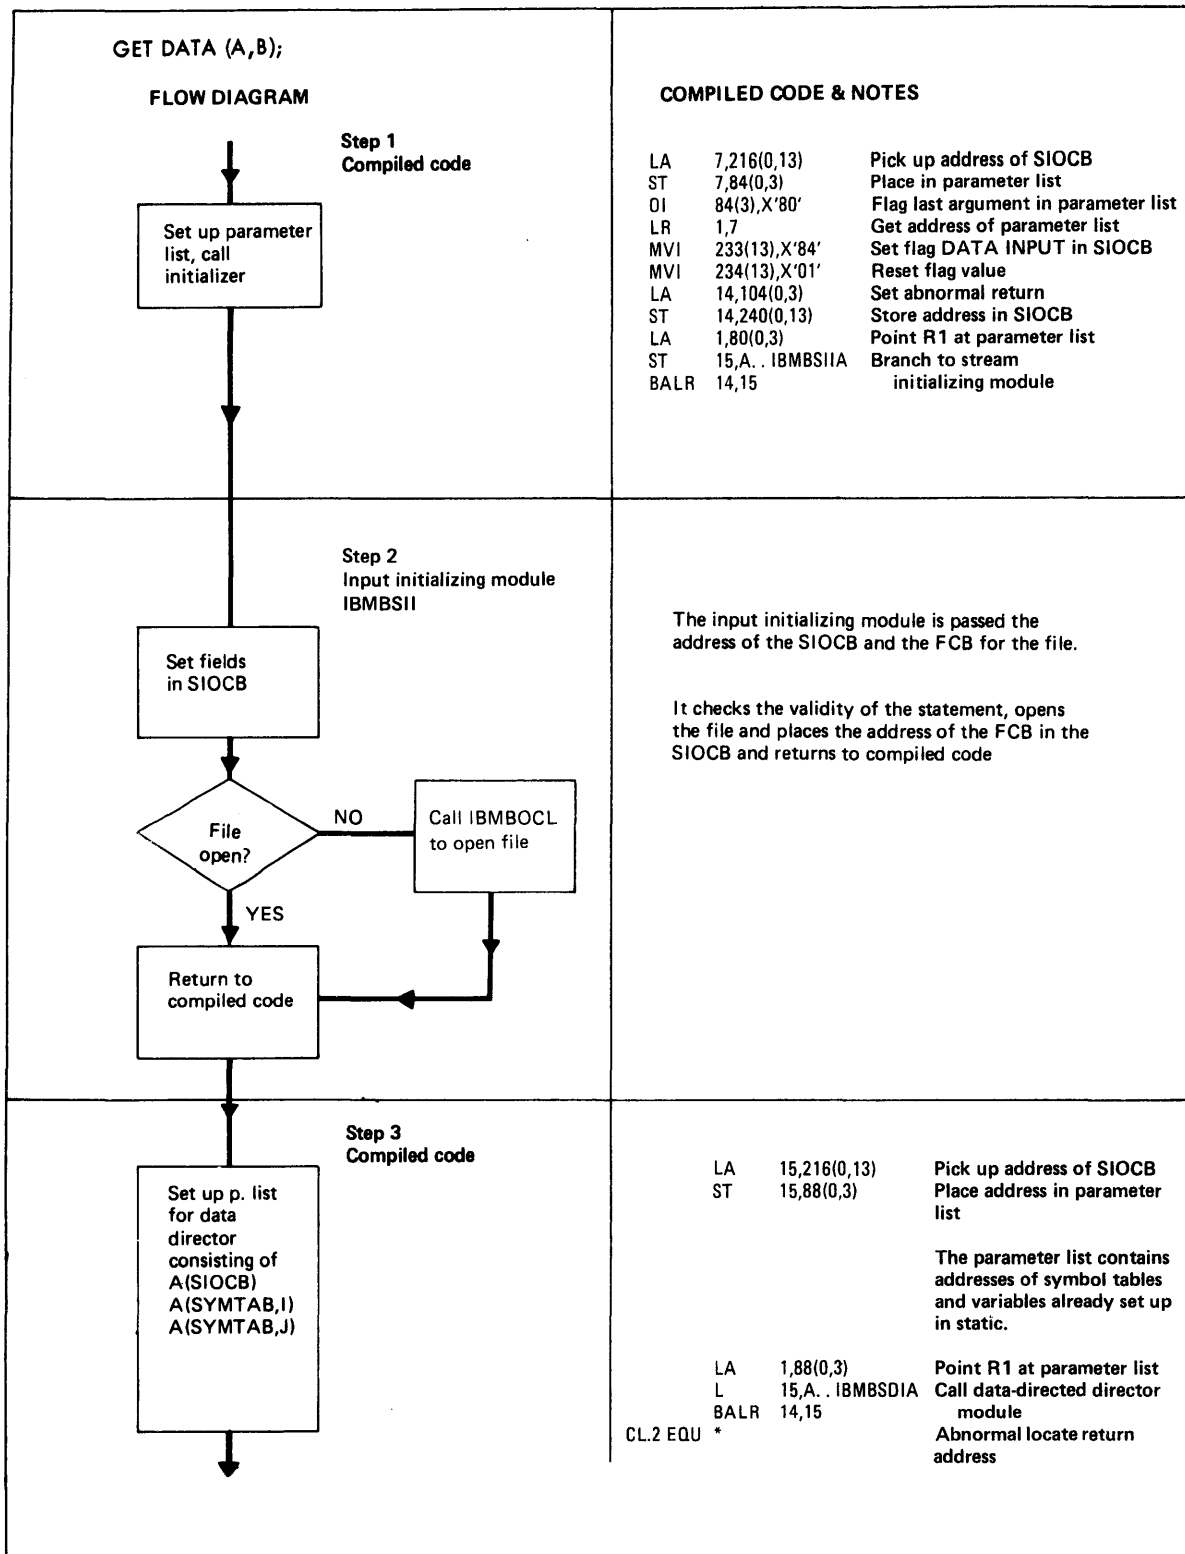 GET DATA (A,B);
FLOW DIAGRAM
Step 1
Compiled code
Set up parameter
list, call
initializer
COMPILED CODE & NOTES
LA 7,216(0,13) Pick up address of SIOCB
ST 7,84(0,3) Place in parameter list
OI 84(3),X'80' Flag last argument in parameter list
LR 1,7 Get address of parameter list
MVI 233(13),X'84' Set flag DATA INPUT in SIOCB
MVI 234(13),X'01' Reset flag value
LA 14,104(0,3) Set abnormal return
ST 14,240(0,13) Store address in SIOCB
LA 1,80(0,3) Point R1 at parameter list
ST 15,A. . IBMBSIIA Branch to stream
BALR 14,15 initializing module
Step 2
Input initializing module
IBMBSII
Set fields
in SIOCB
File
open?
NO
Call IBMBOCL
to open file
YES
Return to
compiled code
The input initializing module is passed the
address of the SIOCB and the FCB for the file.
It checks the validity of the statement, opens
the file and places the address of the FCB in the
SIOCB and returns to compiled code
Step 3
Compiled code
Set up p. list
for data
director
consisting of
A(SIOCB)
A(SYMTAB,I)
A(SYMTAB,J)
LA 15,216(0,13) Pick up address of SIOCB
ST 15,88(0,3) Place address in parameter
list
The parameter list contains
addresses of symbol tables
and variables already set up
in static.
LA 1,88(0,3) Point R1 at parameter list
L 15,A. . IBMBSDIA Call data-directed director
BALR 14,15 module
CL.2 EQU * Abnormal locate return
address